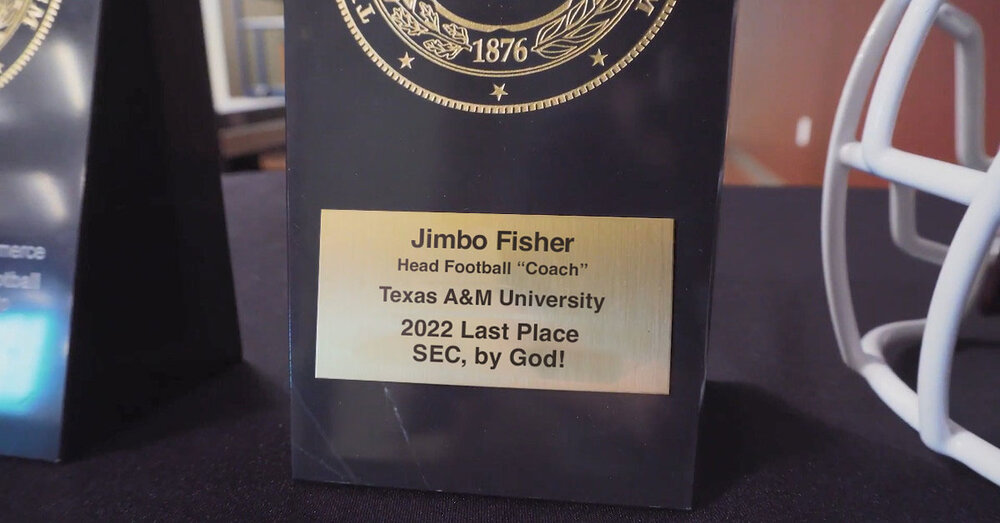 1876
Jimbo Fisher
Head Football “Coach”
Texas A&M University
2022 Last Place
SEC, by God!